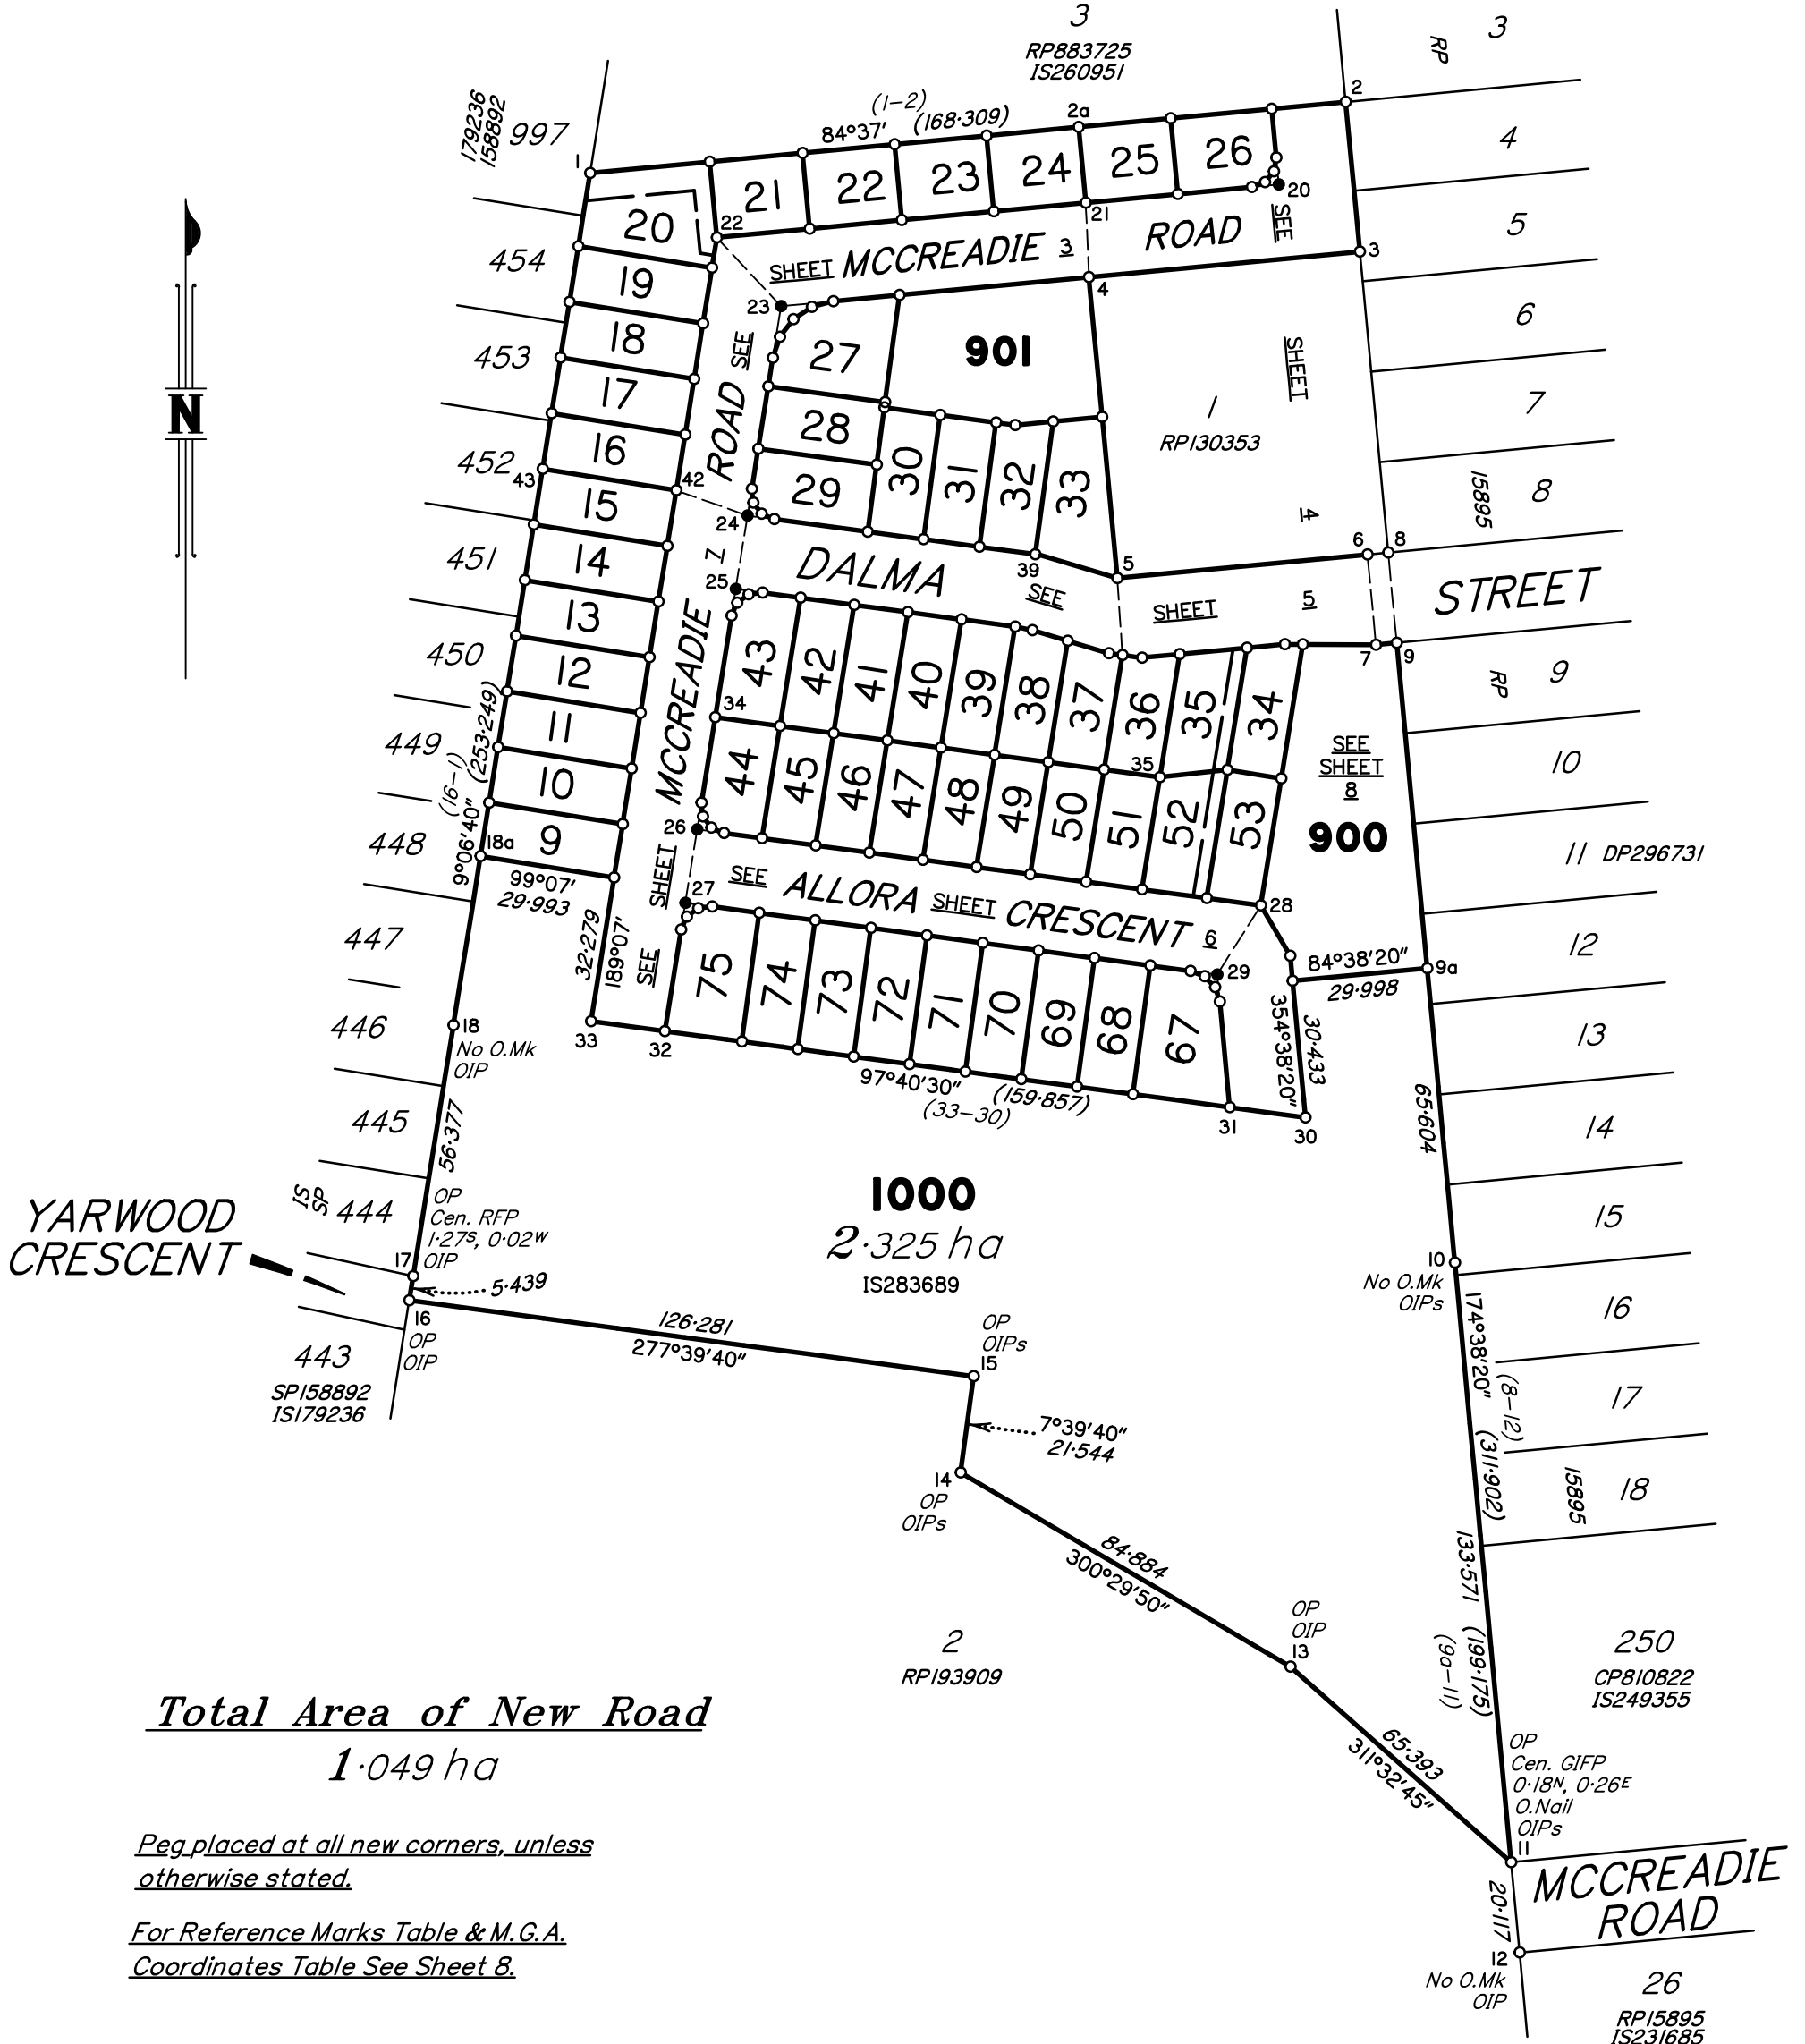 3
RP883725
IS260951
RP
3
2
(1-2)
84°37' (168·309)
2a
179236
158892
997
1
4
20
21
22
23
24
25
26
20
22
21
5
454
SHEET MCCREADIE 3 ROAD
SEE
3
19
23
4
6
453
18
27
901
SHEET
ROAD SEE
17
28
1
RP130353
7
452
16
43
42
29
30
31
32
33
15895
8
15
24
4
6
8
451
14
7
DALMA
39
SEE
5
SHEET
5
STREET
25
13
450
MCCREADIE
43
42
41
40
39
38
37
36
35
34
7
9
RP
9
12
34
35
449
11
(253·249)
(16-1)
9°06'40"
44
45
46
47
48
49
50
51
52
53
SEE
SHEET
8
10
10
448
18a
9
26
900
11 DP296731
99°07'
29·993
SHEET
27
SEE ALLORA SHEET CRESCENT 6
28
447
32·279
189°07'
SEE
29
84°38'20"
29·998
9a
12
75
74
73
72
71
70
69
68
67
446
18
No O.Mk
OIP
33
32
354°38'20"
30·433
13
97°40'30" (159·857)
(33-30)
31
30
65·604
14
445
56·377
IS
SP
444
OP
Cen. RFP
1·27S, 0·02W
OIP
1000
2·325 ha
IS283689
15
YARWOOD
CRESCENT
17
5·439
10
No O.Mk
OIPs
16
OP
OIP
126·281
277°39'40"
OP
OIPs
15
174°38'20"
(8-12)
(311·902)
16
443
SP158892
IS179236
7°39'40"
21·544
17
14
OP
OIPs
15895
18
84·884
300°29'50"
133·571
(199·175)
(9a-11)
OP
OIP
13
2
RP193909
250
CP810822
IS249355
Total Area of New Road
1·049 ha
65·393
311°32'45"
OP
Cen. GIFP
0·18N, 0·26E
O.Nail
OIPs
11
Peg placed at all new corners, unless
otherwise stated.
MCCREADIE
ROAD
20·117
For Reference Marks Table & M.G.A.
Coordinates Table See Sheet 8.
12
No O.Mk
OIP
26
RP15895
IS231685